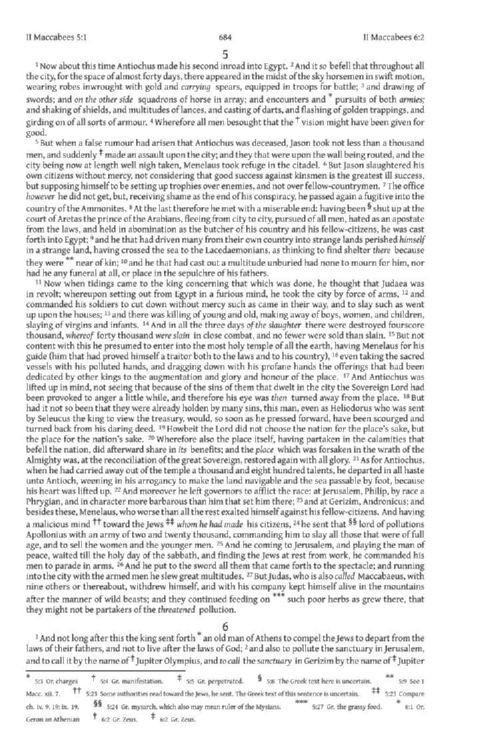 II Maccabees 5:1 684 II Maccabees 6:2
5
1 Now about this time Antiochus made his second inroad into Egypt. 2 And it so befell that throughout all
the city, for the space of almost forty days, there appeared in the midst of the sky horsemen in swift motion,
wearing robes inwrought with gold and carrying spears, equipped in troops for battle; 3 and drawing of
swords; and on the other side squadrons of horse in array; and encounters and * pursuits of both armies;
and shaking of shields, and multitudes of lances, and casting of darts, and flashing of golden trappings, and
girding on of all sorts of armour. 4 Wherefore all men besought that the † vision might have been given for
good.
5 But when a false rumour had arisen that Antiochus was deceased, Jason took not less than a thousand
men, and suddenly † made an assault upon the city; and they that were upon the wall being routed, and the
city being now at length well nigh taken, Menelaus took refuge in the citadel. 6 But Jason slaughtered his
own citizens without mercy, not considering that good success against kinsmen is the greatest ill success,
but supposing himself to be setting up trophies over enemies, and not over fellow-countrymen. 7 The office
however he did not get, but, receiving shame as the end of his conspiracy, he passed again a fugitive into the
country of the Ammonites. 8 At the last therefore he met with a miserable end: having been § shut up at the
court of Aretas the prince of the Arabians, fleeing from city to city, pursued of all men, hated as an apostate
from the laws, and held in abomination as the butcher of his country and his fellow-citizens, he was cast
forth into Egypt; 9 and he that had driven many from their own country into strange lands perished himself
in a strange land, having crossed the sea to the Lacedaemonians, as thinking to find shelter there because
they were ** near of kin; 10 and he that had cast out a multitude unburied had none to mourn for him, nor
had he any funeral at all, or place in the sepulchre of his fathers.
11 Now when tidings came to the king concerning that which was done, he thought that Judaea was
in revolt; whereupon setting out from Egypt in a furious mind, he took the city by force of arms, 12 and
commanded his soldiers to cut down without mercy such as came in their way, and to slay such as went
up upon the houses; 13 and there was killing of young and old, making away of boys, women, and children,
slaying of virgins and infants. 14 And in all the three days of the slaughter there were destroyed fourscore
thousand, whereof forty thousand were slain in close combat, and no fewer were sold than slain. 15 But not
content with this he presumed to enter into the most holy temple of all the earth, having Menelaus for his
guide (him that had proved himself a traitor both to the laws and to his country), 16 even taking the sacred
vessels with his polluted hands, and dragging down with his profane hands the offerings that had been
dedicated by other kings to the augmentation and glory and honour of the place. 17 And Antiochus was
lifted up in mind, not seeing that because of the sins of them that dwelt in the city the Sovereign Lord had
been provoked to anger a little while, and therefore his eye was then turned away from the place. 18 But
had it not so been that they were already holden by many sins, this man, even as Heliodorus who was sent
by Seleucus the king to view the treasury, would, so soon as he pressed forward, have been scourged and
turned back from his daring deed. 19 Howbeit the Lord did not choose the nation for the place's sake, but
the place for the nation's sake. 20 Wherefore also the place itself, having partaken in the calamities that
befell the nation, did afterward share in its benefits; and the place which was forsaken in the wrath of the
Almighty was, at the reconciliation of the great Sovereign, restored again with all glory. 21 As for Antiochus,
when he had carried away out of the temple a thousand and eight hundred talents, he departed in all haste
unto Antioch, weening in his arrogancy to make the land navigable and the sea passable by foot, because
his heart was lifted up. 22 And moreover he left governors to afflict the race: at Jerusalem, Philip, by race a
Phrygian, and in character more barbarous than him that set him there; 23 and at Gerizim, Andronicus; and
besides these, Menelaus, who worse than all the rest exalted himself against his fellow-citizens. And having
a malicious mind †† toward the Jews ‡‡ whom he had made his citizens, 24 he sent that §§ lord of pollutions
Apollonius with an army of two and twenty thousand, commanding him to slay all those that were of full
age, and to sell the women and the younger men. 25 And he coming to Jerusalem, and playing the man of
peace, waited till the holy day of the sabbath, and finding the Jews at rest from work, he commanded his
men to parade in arms. 26 And he put to the sword all them that came forth to the spectacle; and running
into the city with the armed men he slew great multitudes. 27 But Judas, who is also called Maccabaeus, with
nine others or thereabout, withdrew himself, and with his company kept himself alive in the mountains
after the manner of wild beasts; and they continued feeding on *** such poor herbs as grew there, that
they might not be partakers of the threatened pollution.
6
1 And not long after this the king sent forth * an old man of Athens to compel the Jews to depart from the
laws of their fathers, and not to live after the laws of God; 2 and also to pollute the sanctuary in Jerusalem,
and to call it by the name of † Jupiter Olympius, and to call the sanctuary in Gerizim by the name of ‡ Jupiter
* 5:3 Or, charges † 5:4 Gr. manifestation. ‡ 5:5 Gr. perpetrated. § 5:8 The Greek text here is uncertain. ** 5:9 See 1
Macc. xii. 7. †† 5:23 Some authorities read toward the Jews, he sent. The Greek text of this sentence is uncertain. ‡‡ 5:23 Compare
ch. iv. 9, 19; ix. 19. §§ 5:24 Gr. mysarch, which also may mean ruler of the Mysians. *** 5:27 Gr. the grassy food. * 6:1 Or,
Geron an Athenian † 6:2 Gr. Zeus. ‡ 6:2 Gr. Zeus.